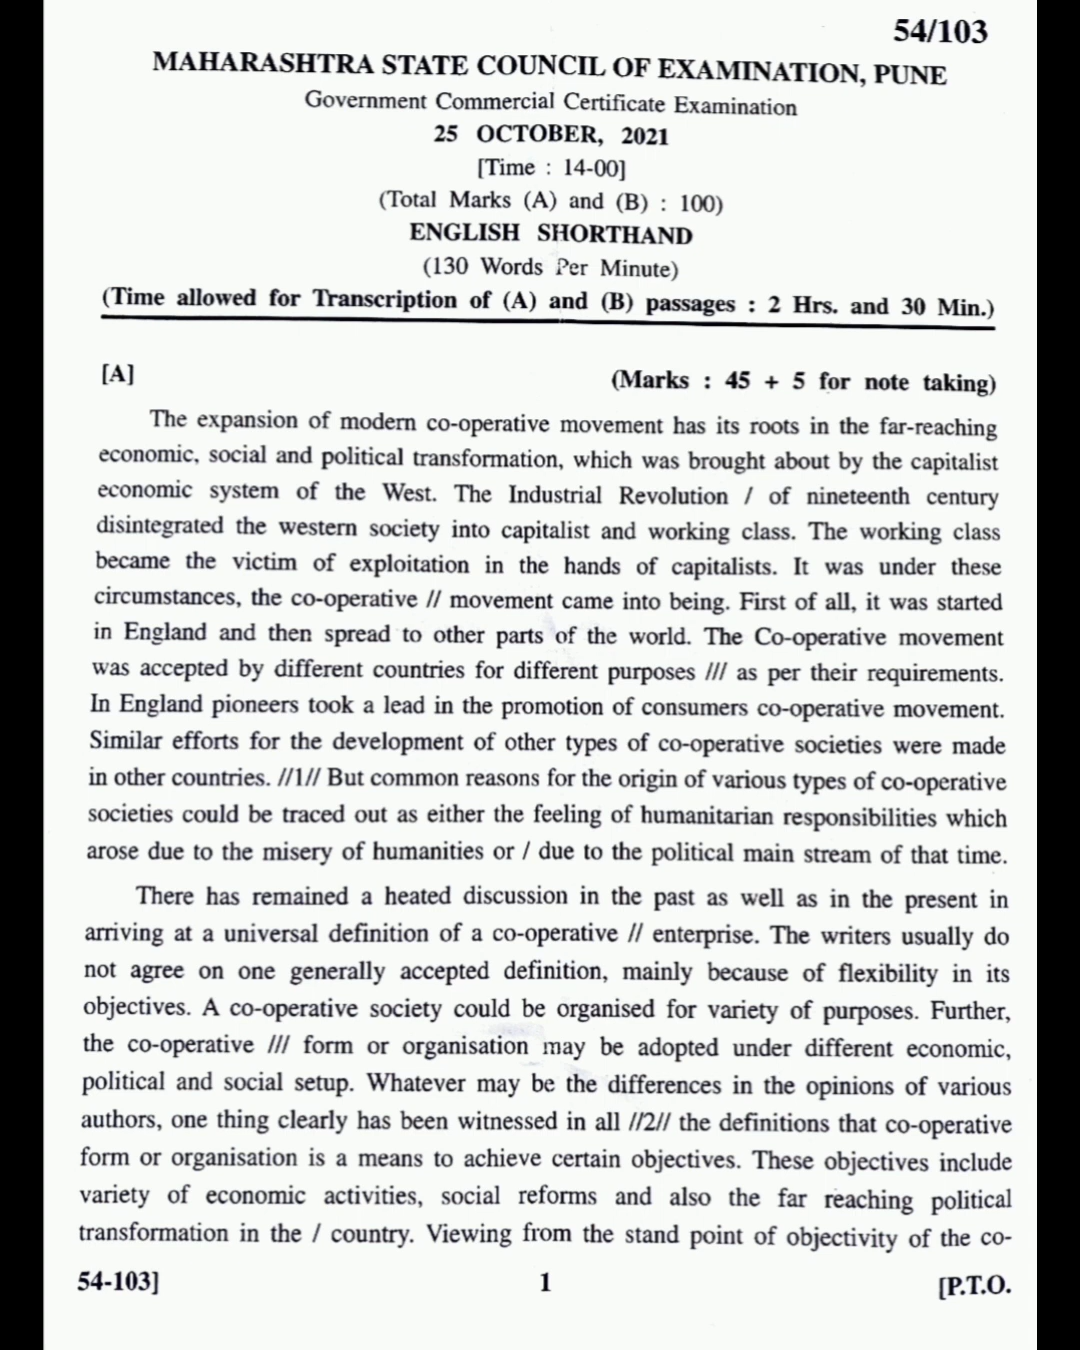 54/103
MAHARASHTRA STATE COUNCIL OF EXAMINATION, PUNE
Government Commercial Certificate Examination
25 OCTOBER, 2021
[Time : 14-00]
(Total Marks (A) and (B) : 100)
ENGLISH SHORTHAND
(130 Words Per Minute)
(Time allowed for Transcription of (A) and (B) passages : 2 Hrs. and 30 Min.)
[A] (Marks : 45 + 5 for note taking)
The expansion of modern co-operative movement has its roots in the far-reaching
economic, social and political transformation, which was brought about by the capitalist
economic system of the West. The Industrial Revolution / of nineteenth century
disintegrated the western society into capitalist and working class. The working class
became the victim of exploitation in the hands of capitalists. It was under these
circumstances, the co-operative // movement came into being. First of all, it was started
in England and then spread to other parts of the world. The Co-operative movement
was accepted by different countries for different purposes /// as per their requirements.
In England pioneers took a lead in the promotion of consumers co-operative movement.
Similar efforts for the development of other types of co-operative societies were made
in other countries. //1// But common reasons for the origin of various types of co-operative
societies could be traced out as either the feeling of humanitarian responsibilities which
arose due to the misery of humanities or / due to the political main stream of that time.
There has remained a heated discussion in the past as well as in the present in
arriving at a universal definition of a co-operative // enterprise. The writers usually do
not agree on one generally accepted definition, mainly because of flexibility in its
objectives. A co-operative society could be organised for variety of purposes. Further,
the co-operative /// form or organisation may be adopted under different economic,
political and social setup. Whatever may be the differences in the opinions of various
authors, one thing clearly has been witnessed in all //2// the definitions that co-operative
form or organisation is a means to achieve certain objectives. These objectives include
variety of economic activities, social reforms and also the far reaching political
transformation in the / country. Viewing from the stand point of objectivity of the co-
54-103] 1 [P.T.O.